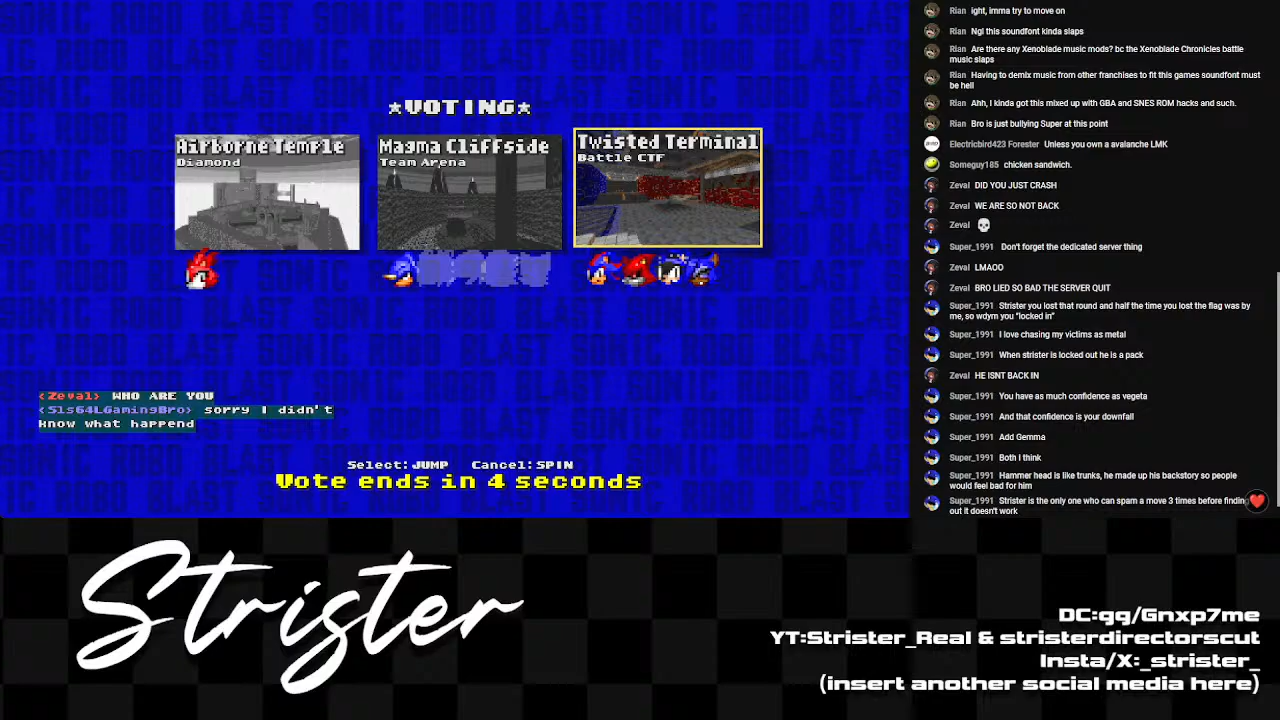 *VOTING*
Airborne Temple
Diamond
Magma Cliffside
Team Arena
Twisted Terminal
Battle CTF
<Zeval> WHO ARE YOU
<Sls64LGamingBro> sorry I didn't
know what happend
Select:JUMP Cancel:SPIN
Vote ends in 4 seconds
Rian ight, imma try to move on
Rian Ngl this soundfont kinda slaps
Rian Are there any Xenoblade music mods? bc the Xenoblade Chronicles battle
music slaps
Rian Having to demix music from other franchises to fit this games soundfont must
be hell
Rian Ahh, I kinda got this mixed up with GBA and SNES ROM hacks and such.
Rian Bro is just bullying Super at this point
Electricbird423 Forester Unless you own a avalanche LMK
Someguy185 chicken sandwich.
Zeval DID YOU JUST CRASH
Zeval WE ARE SO NOT BACK
Zeval 💀
Super_1991 Don't forget the dedicated server thing
Zeval LMAOO
Zeval BRO LIED SO BAD THE SERVER QUIT
Super_1991 Strister you lost that round and half the time you lost the flag was by
me, so wdym you "locked in"
Super_1991 I love chasing my victims as metal
Super_1991 When strister is locked out he is a pack
Zeval HE ISNT BACK IN
Super_1991 You have as much confidence as vegeta
Super_1991 And that confidence is your downfall
Super_1991 Add Gemma
Super_1991 Both I think
Super_1991 Hammer head is like trunks, he made up his backstory so people
would feel bad for him
Super_1991 Strister is the only one who can spam a move 3 times before finding
out it doesn't work
Strister
DC:gg/Gnxp7me
YT:Strister_Real & stristerdirectorscut
Insta/X:_strister_
(insert another social media here)
SONIC ROBO BLAST